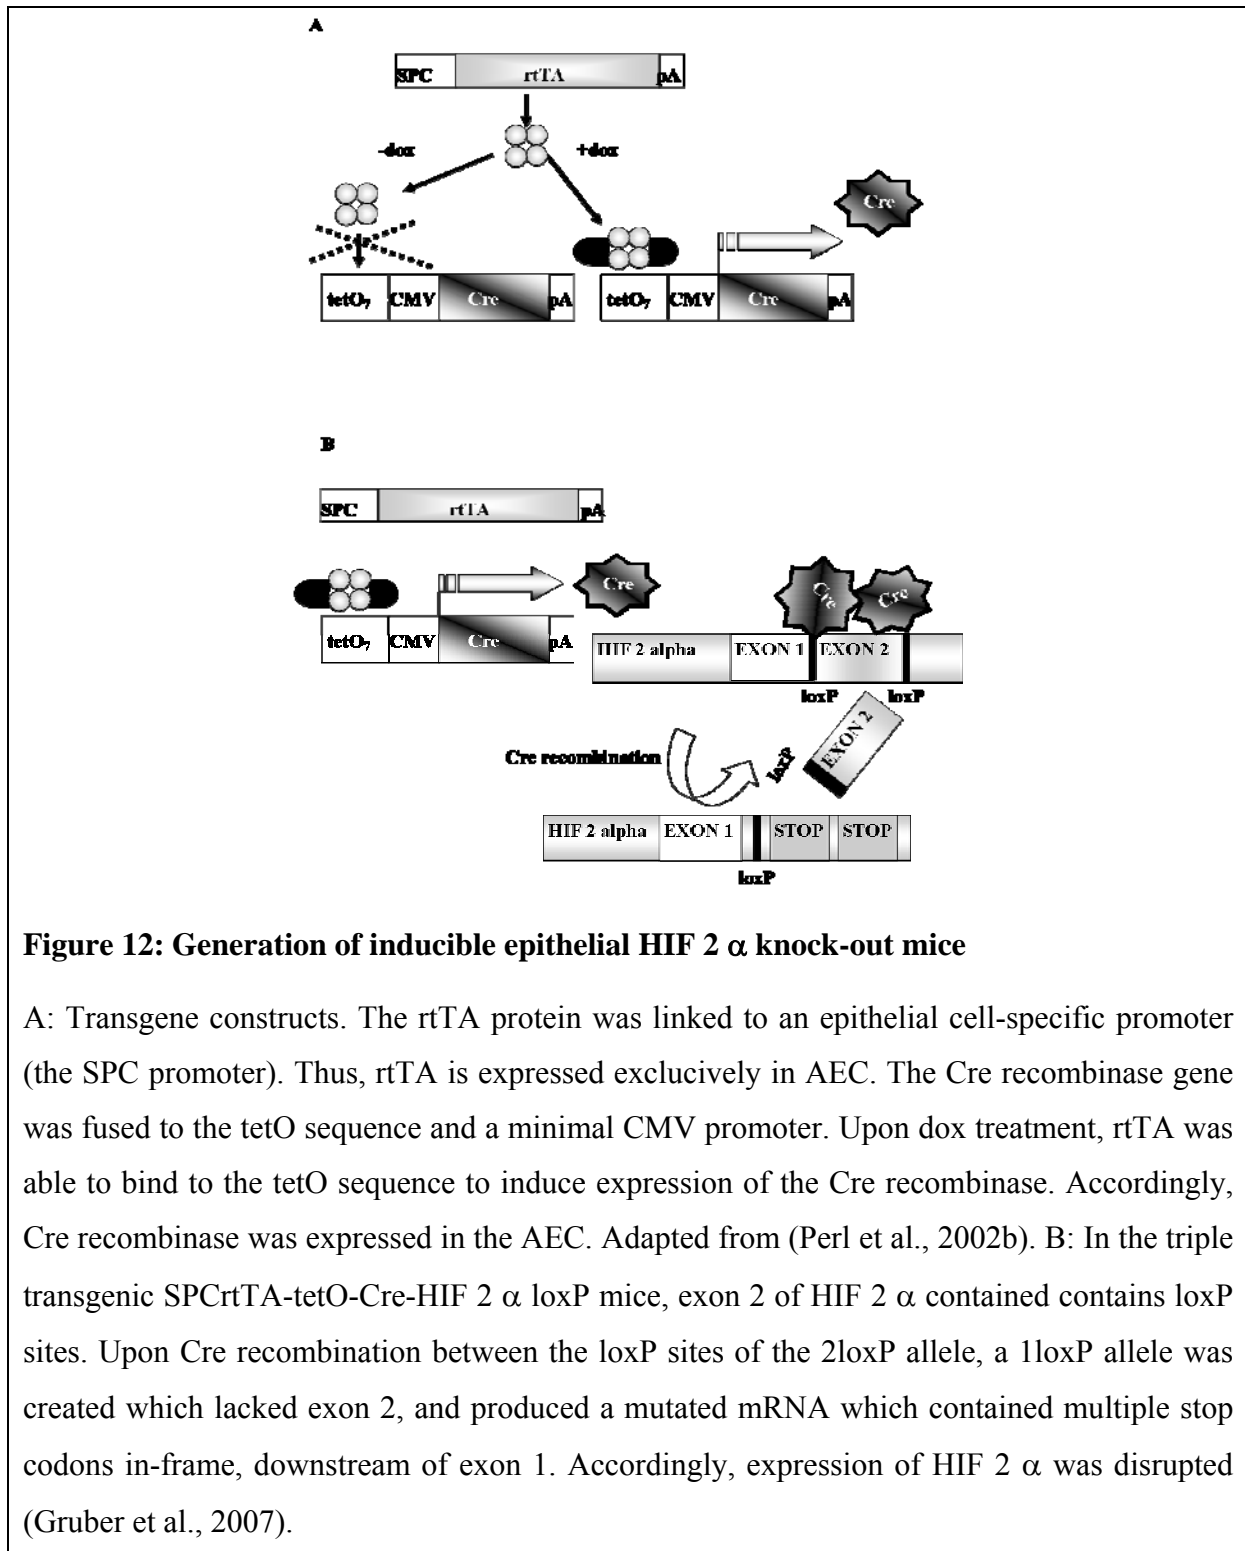 A
SPC rtTA pA
-dox +dox
Cre
tetO7 CMV Cre pA tetO7 CMV Cre pA
B
SPC rtTA pA
Cre Cre Cre
tetO7 CMV Cre pA HIF 2 alpha EXON 1 EXON 2
loxP loxP
Cre recombination loxP EXON 2
HIF 2 alpha EXON 1 STOP STOP
loxP
Figure 12: Generation of inducible epithelial HIF 2 α knock-out mice
A: Transgene constructs. The rtTA protein was linked to an epithelial cell-specific promoter
(the SPC promoter). Thus, rtTA is expressed exclucively in AEC. The Cre recombinase gene
was fused to the tetO sequence and a minimal CMV promoter. Upon dox treatment, rtTA was
able to bind to the tetO sequence to induce expression of the Cre recombinase. Accordingly,
Cre recombinase was expressed in the AEC. Adapted from (Perl et al., 2002b). B: In the triple
transgenic SPCrtTA-tetO-Cre-HIF 2 α loxP mice, exon 2 of HIF 2 α contained contains loxP
sites. Upon Cre recombination between the loxP sites of the 2loxP allele, a 1loxP allele was
created which lacked exon 2, and produced a mutated mRNA which contained multiple stop
codons in-frame, downstream of exon 1. Accordingly, expression of HIF 2 α was disrupted
(Gruber et al., 2007).